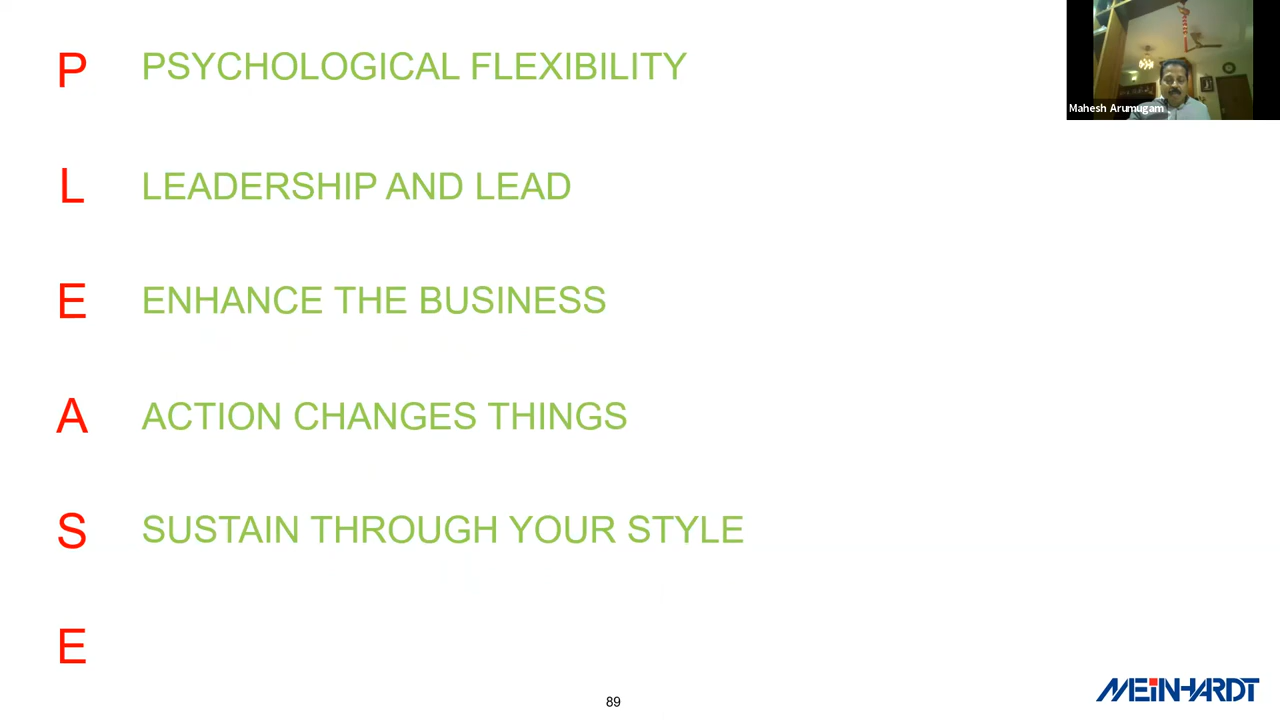 P PSYCHOLOGICAL FLEXIBILITY
Mahesh Arumugam
L LEADERSHIP AND LEAD
E ENHANCE THE BUSINESS
A ACTION CHANGES THINGS
S SUSTAIN THROUGH YOUR STYLE
E
89
MEINHARDT